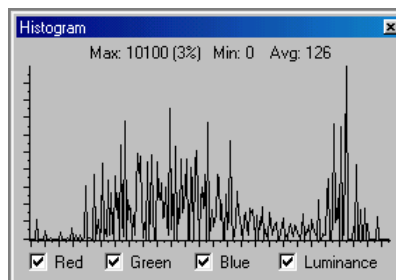 Histogram
Max: 10100 (3%) Min: 0 Avg: 126
Red Green Blue Luminance